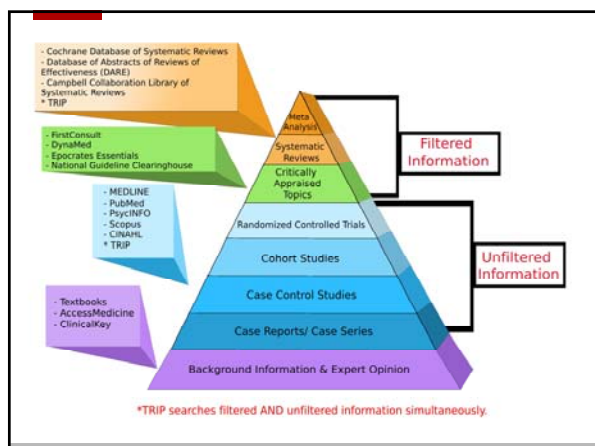 - Cochrane Database of Systematic Reviews
- Database of Abstracts of Reviews of
Effectiveness (DARE)
- Campbell Collaboration Library of
Systematic Reviews
* TRIP
- FirstConsult
- DynaMed
- Epocrates Essentials
- National Guideline Clearinghouse
- MEDLINE
- PubMed
- PsycINFO
- Scopus
- CINAHL
* TRIP
- Textbooks
- AccessMedicine
- ClinicalKey
Meta
Analysis
Systematic
Reviews
Critically
Appraised
Topics
Randomized Controlled Trials
Cohort Studies
Case Control Studies
Case Reports/ Case Series
Background Information & Expert Opinion
Filtered
Information
Unfiltered
Information
*TRIP searches filtered AND unfiltered information simultaneously.